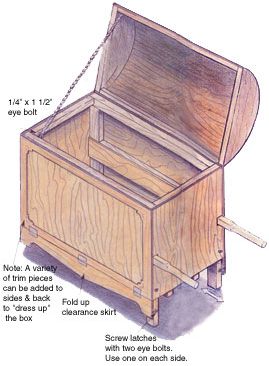 1/4" x 1 1/2"
eye bolt
Note: A variety
of trim pieces
can be added to
sides & back
to "dress up"
the box
Fold up
clearance skirt
Screw latches
with two eye bolts.
Use one on each side.